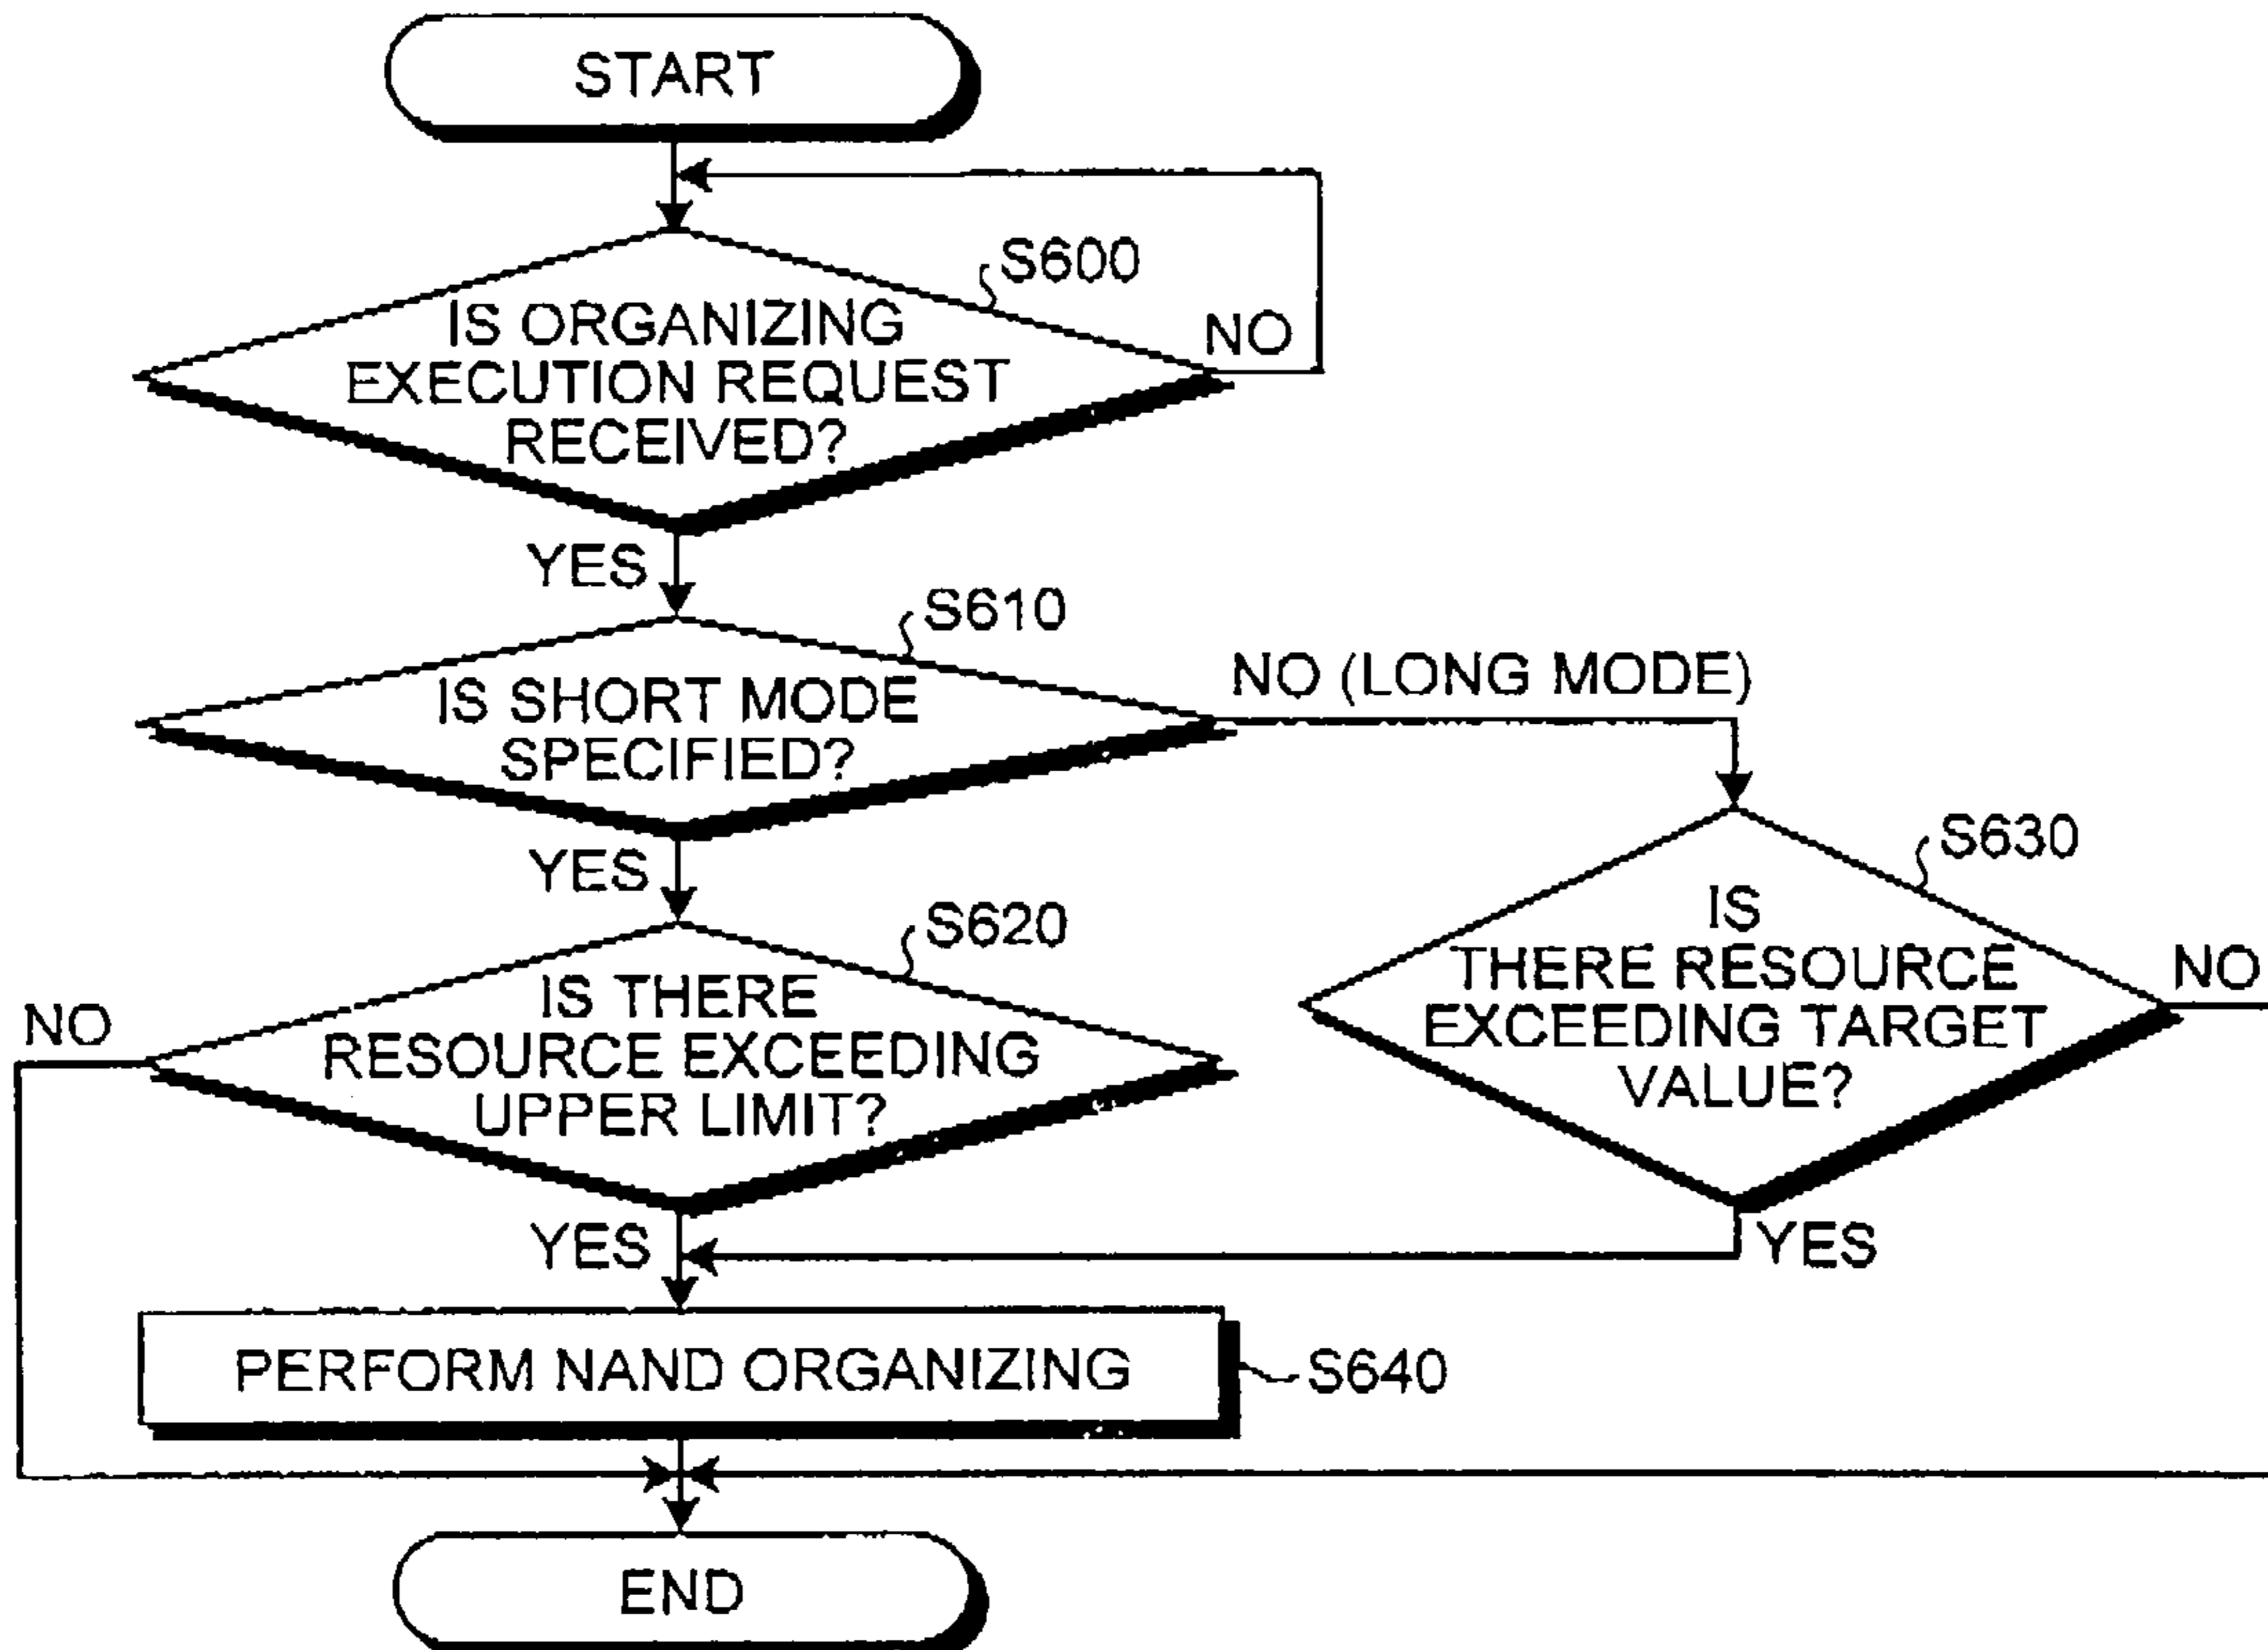 START
S600
IS ORGANIZING
EXECUTION REQUEST
RECEIVED?
NO
YES
S610
IS SHORT MODE
SPECIFIED?
NO (LONG MODE)
YES
S620
IS THERE
RESOURCE EXCEEDING
UPPER LIMIT?
NO
YES
S630
IS
THERE RESOURCE
EXCEEDING TARGET
VALUE?
NO
YES
PERFORM NAND ORGANIZING
S640
END